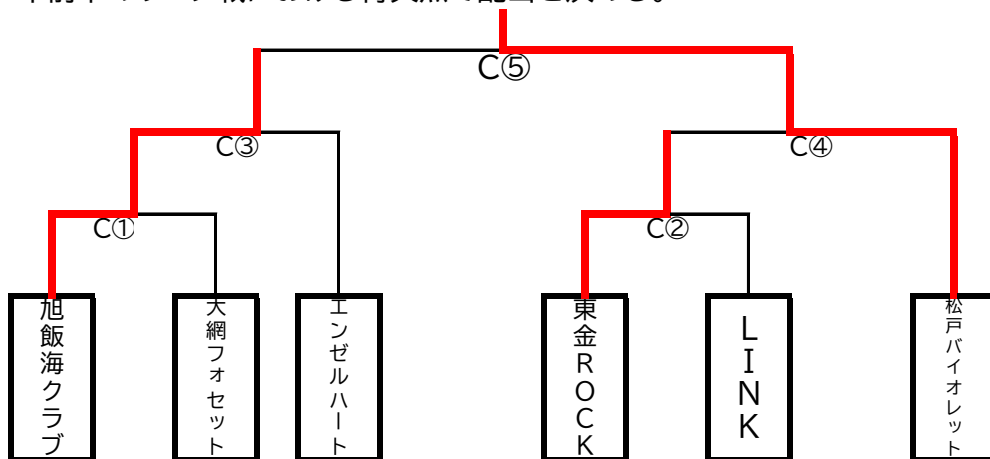 C⑤
C③
C④
C①
C②
旭飯海クラブ
大網フォセット
エンゼルハート
東金ROCK
LINK
松戸バイオレット